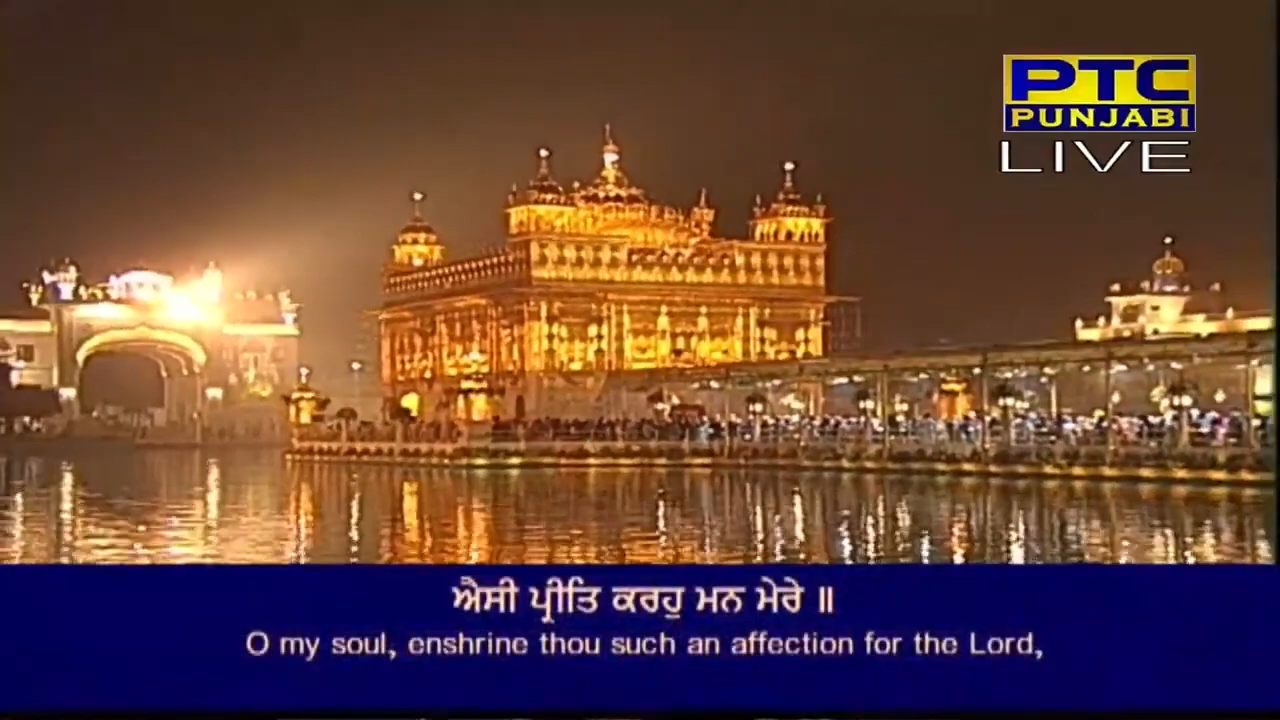 PTC
PUNJABI
LIVE
ਐਸੀ ਪ੍ਰੀਤਿ ਕਰਹੁ ਮਨ ਮੇਰੇ ॥
O my soul, enshrine thou such an affection for the Lord,